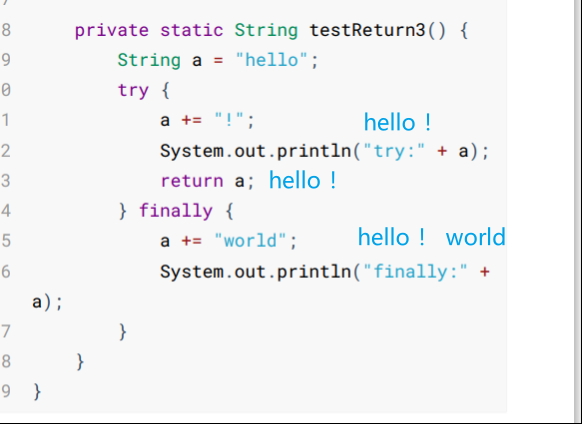 8 private static String testReturn3() {
9 String a = "hello";
0 try {
1 a += "!"; hello！
2 System.out.println("try:" + a);
3 return a; hello！
4 } finally {
5 a += "world"; hello！ world
6 System.out.println("finally:" +
a);
7 }
8 }
9 }